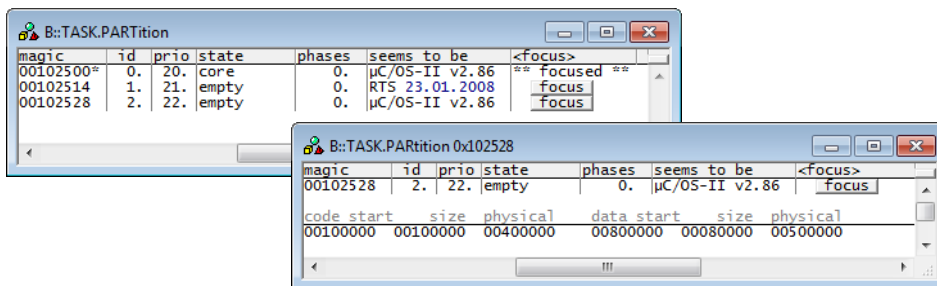 B::TASK.PARTition
magic id prio state phases seems to be <focus>
00102500* 0. 20. core 0. µC/OS-II v2.86 ** focused **
00102514 1. 21. empty 0. RTS 23.01.2008 focus
00102528 2. 22. empty 0. µC/OS-II v2.86 focus
B::TASK.PARtition 0x102528
magic id prio state phases seems to be <focus>
00102528 2. 22. empty 0. µC/OS-II v2.86 focus
code start size physical data start size physical
00100000 00100000 00400000 00800000 00080000 00500000